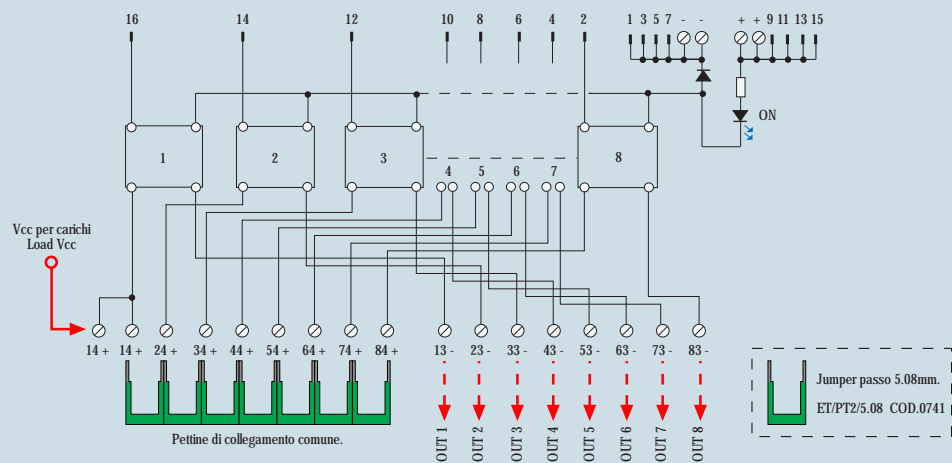 16 14 12 10 8 6 4 2 1 3 5 7 - - + + 9 11 13 15
ON
1 2 3 8
4 5 6 7
Vcc per carichi
Load Vcc
14 + 14 + 24 + 34 + 44 + 54 + 64 + 74 + 84 + 13 - 23 - 33 - 43 - 53 - 63 - 73 - 83 -
Pettine di collegamento comune.
OUT 1
OUT 2
OUT 3
OUT 4
OUT 5
OUT 6
OUT 7
OUT 8
Jumper passo 5.08mm.
ET/PT2/5.08 COD.0741